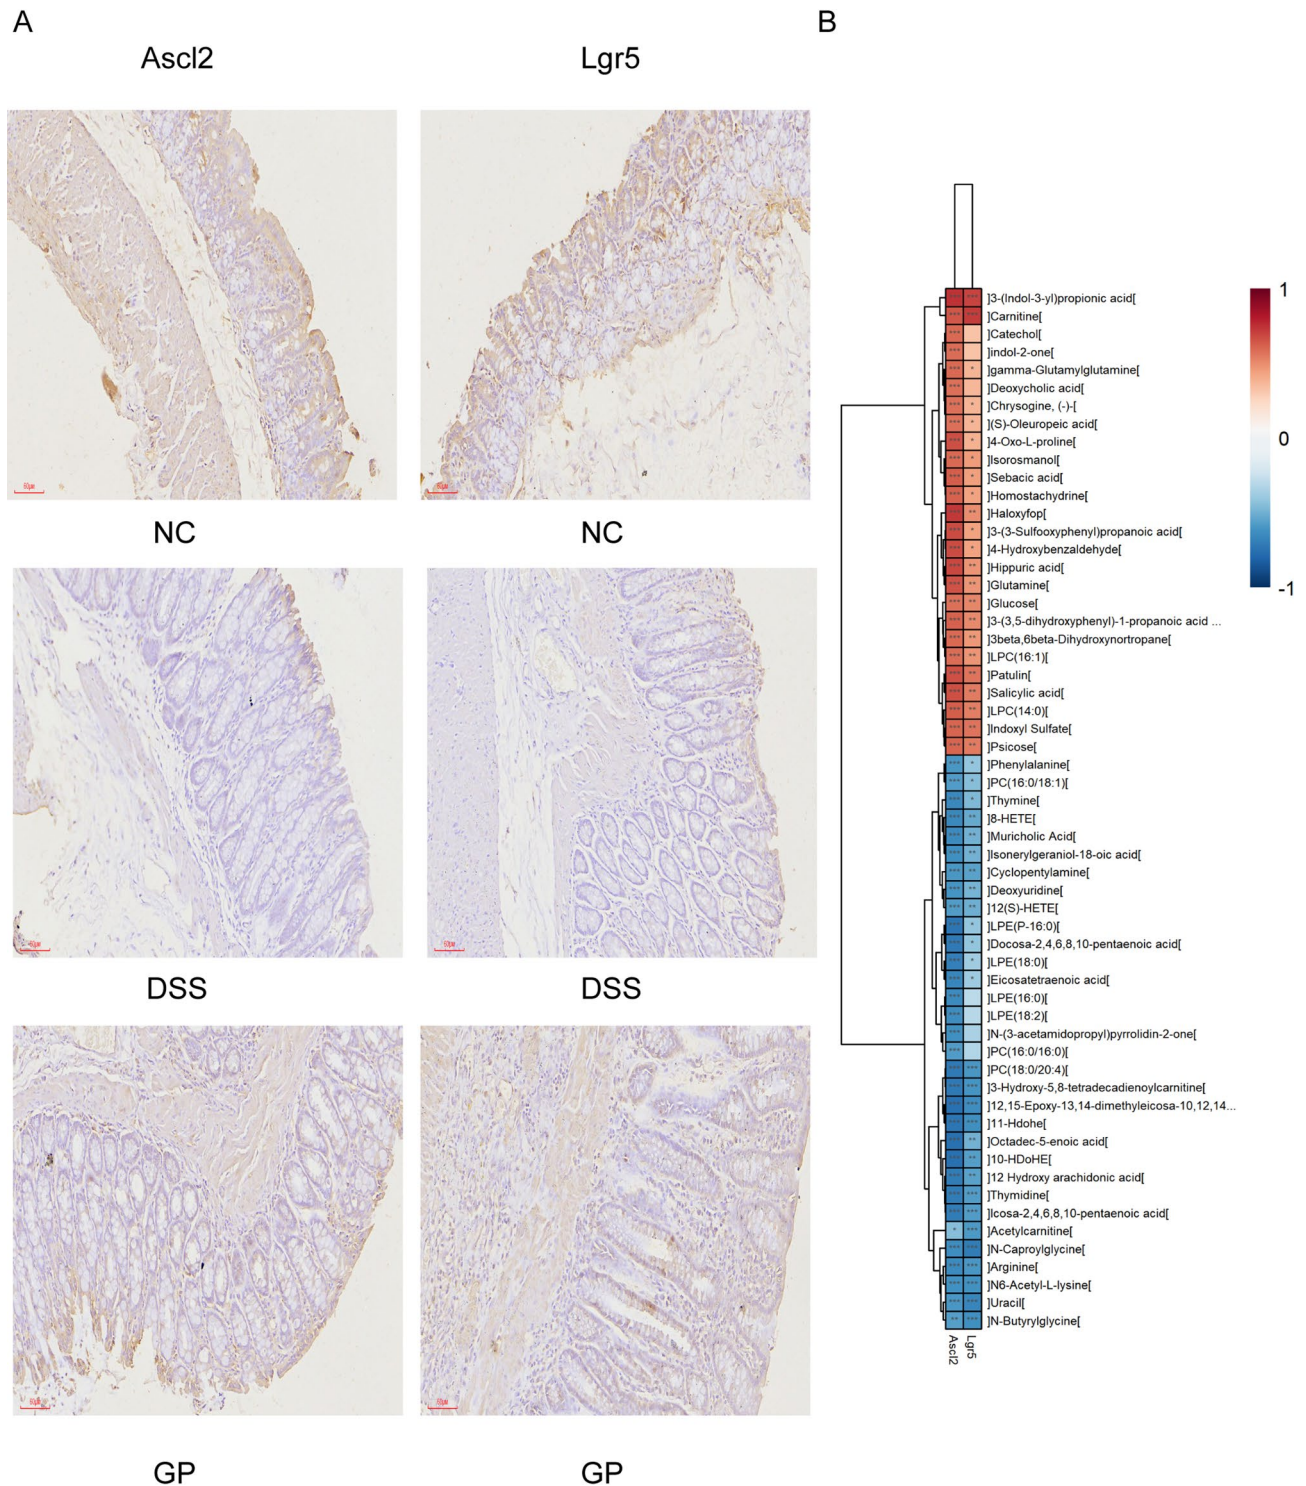 A
B
Ascl2
Lgr5
60μm
60μm
NC
NC
60μm
60μm
DSS
DSS
60μm
60μm
GP
GP
]3-(Indol-3-yl)propionic acid[
]Carnitine[
]Catechol[
]indol-2-one[
]gamma-Glutamylglutamine[
]Deoxycholic acid[
]Chrysogine, (-)-[
](S)-Oleuropeic acid[
]4-Oxo-L-proline[
]Isorosmanol[
]Sebacic acid[
]Homostachydrine[
]Haloxyfop[
]3-(3-Sulfooxyphenyl)propanoic acid[
]4-Hydroxybenzaldehyde[
]Hippuric acid[
]Glutamine[
]Glucose[
]3-(3,5-dihydroxyphenyl)-1-propanoic acid ...
]3beta,6beta-Dihydroxynortropane[
]LPC(16:1)[
]Patulin[
]Salicylic acid[
]LPC(14:0)[
]Indoxyl Sulfate[
]Psicose[
]Phenylalanine[
]PC(16:0/18:1)[
]Thymine[
]8-HETE[
]Muricholic Acid[
]Isonerylgeraniol-18-oic acid[
]Cyclopentylamine[
]Deoxyuridine[
]12(S)-HETE[
]LPE(P-16:0)[
]Docosa-2,4,6,8,10-pentaenoic acid[
]LPE(18:0)[
]Eicosatetraenoic acid[
]LPE(16:0)[
]LPE(18:2)[
]N-(3-acetamidopropyl)pyrrolidin-2-one[
]PC(16:0/16:0)[
]PC(18:0/20:4)[
]3-Hydroxy-5,8-tetradecadienoylcarnitine[
]12,15-Epoxy-13,14-dimethyleicosa-10,12,14...
]11-Hdohe[
]Octadec-5-enoic acid[
]10-HDoHE[
]12 Hydroxy arachidonic acid[
]Thymidine[
]Icosa-2,4,6,8,10-pentaenoic acid[
]Acetylcarnitine[
]N-Caproylglycine[
]Arginine[
]N6-Acetyl-L-lysine[
]Uracil[
]N-Butyrylglycine[
Ascl2
Lgr5
1
0
-1